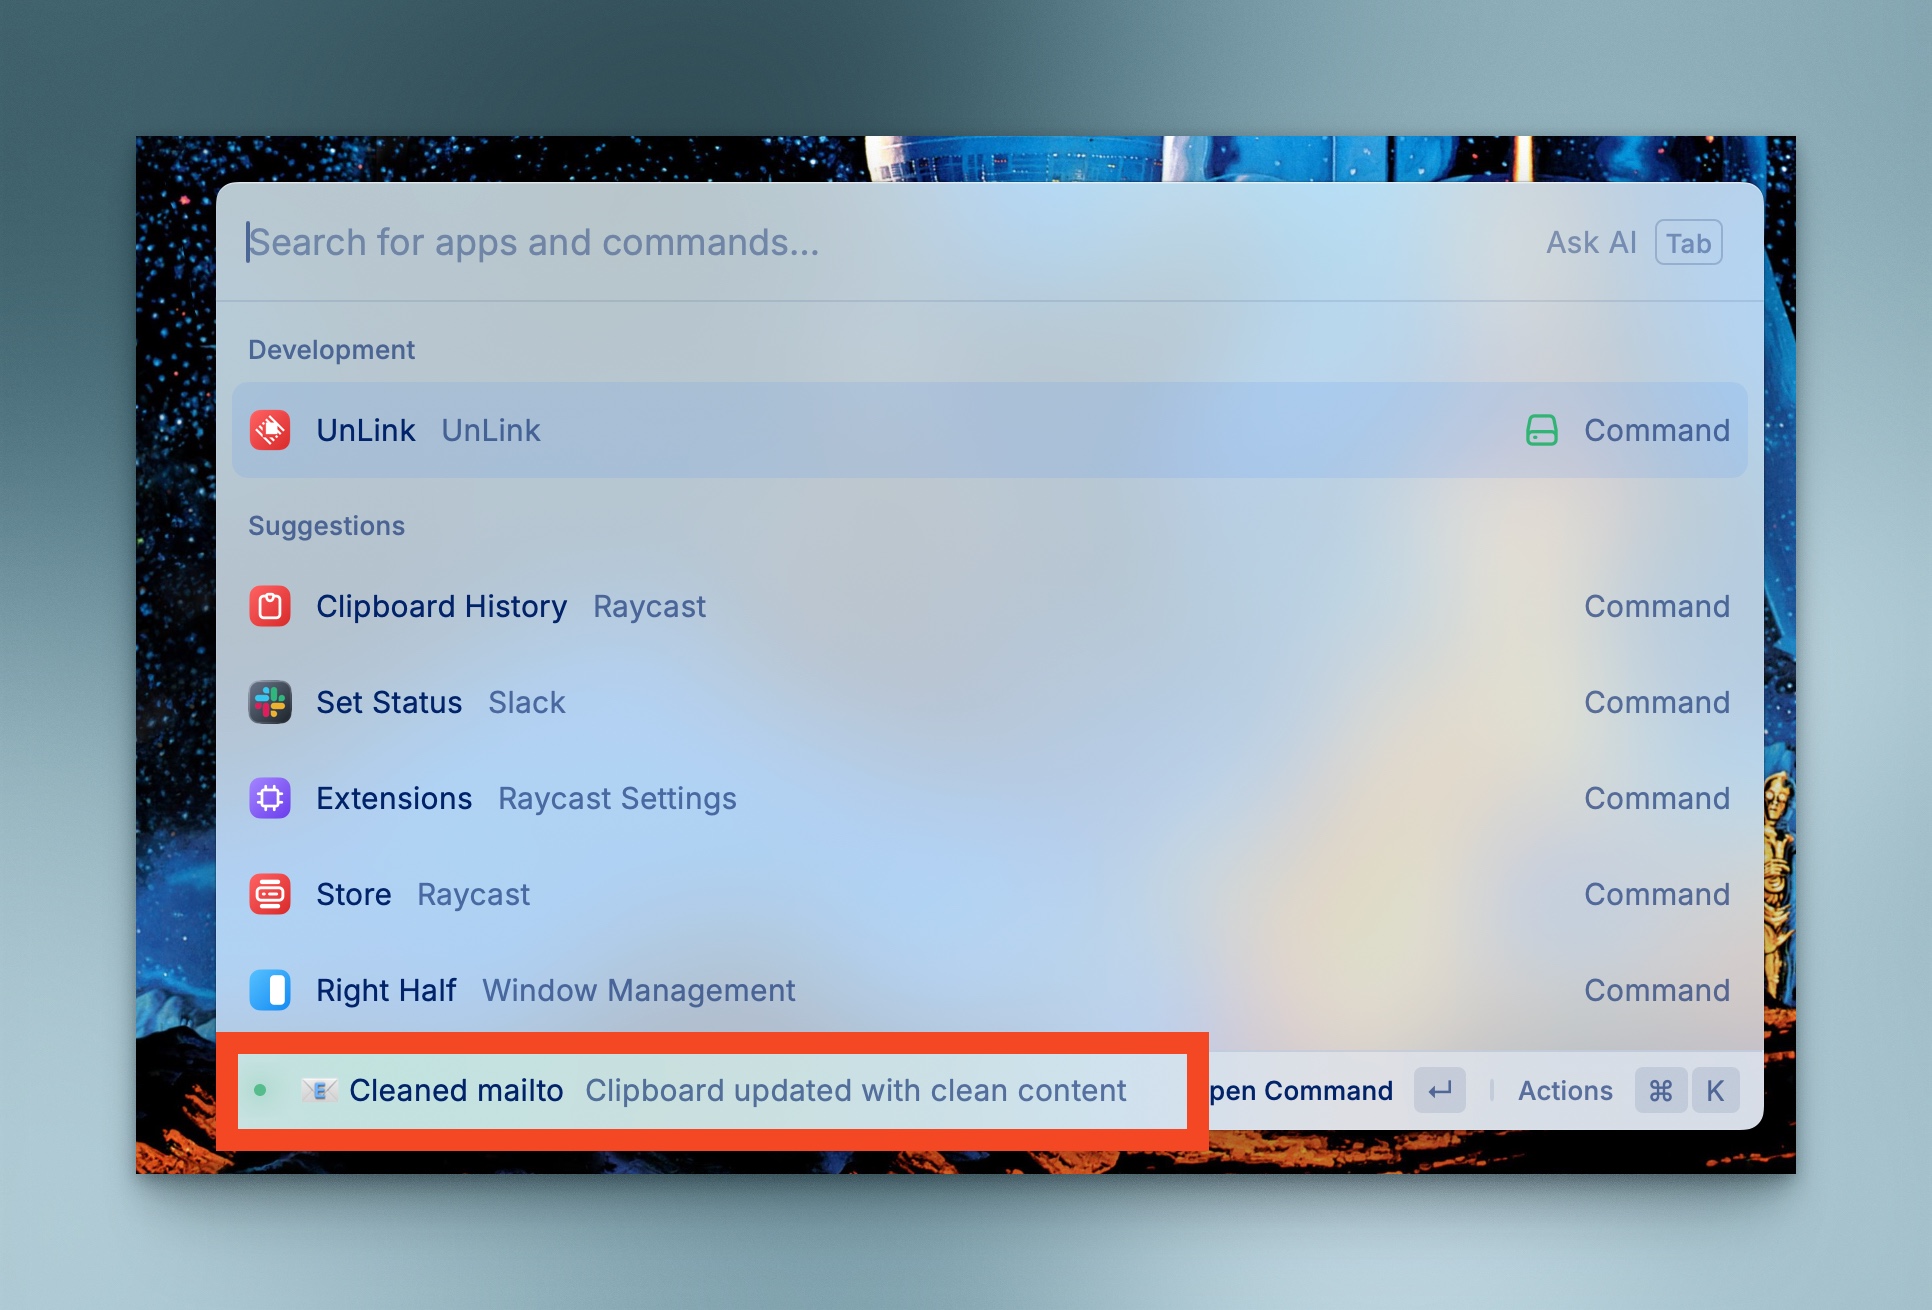 Search for apps and commands...
Ask AI Tab
Development
UnLink UnLink Command
Suggestions
Clipboard History Raycast Command
Set Status Slack Command
Extensions Raycast Settings Command
Store Raycast Command
Right Half Window Management Command
Cleaned mailto Clipboard updated with clean content
pen Command ↵ Actions ⌘ K